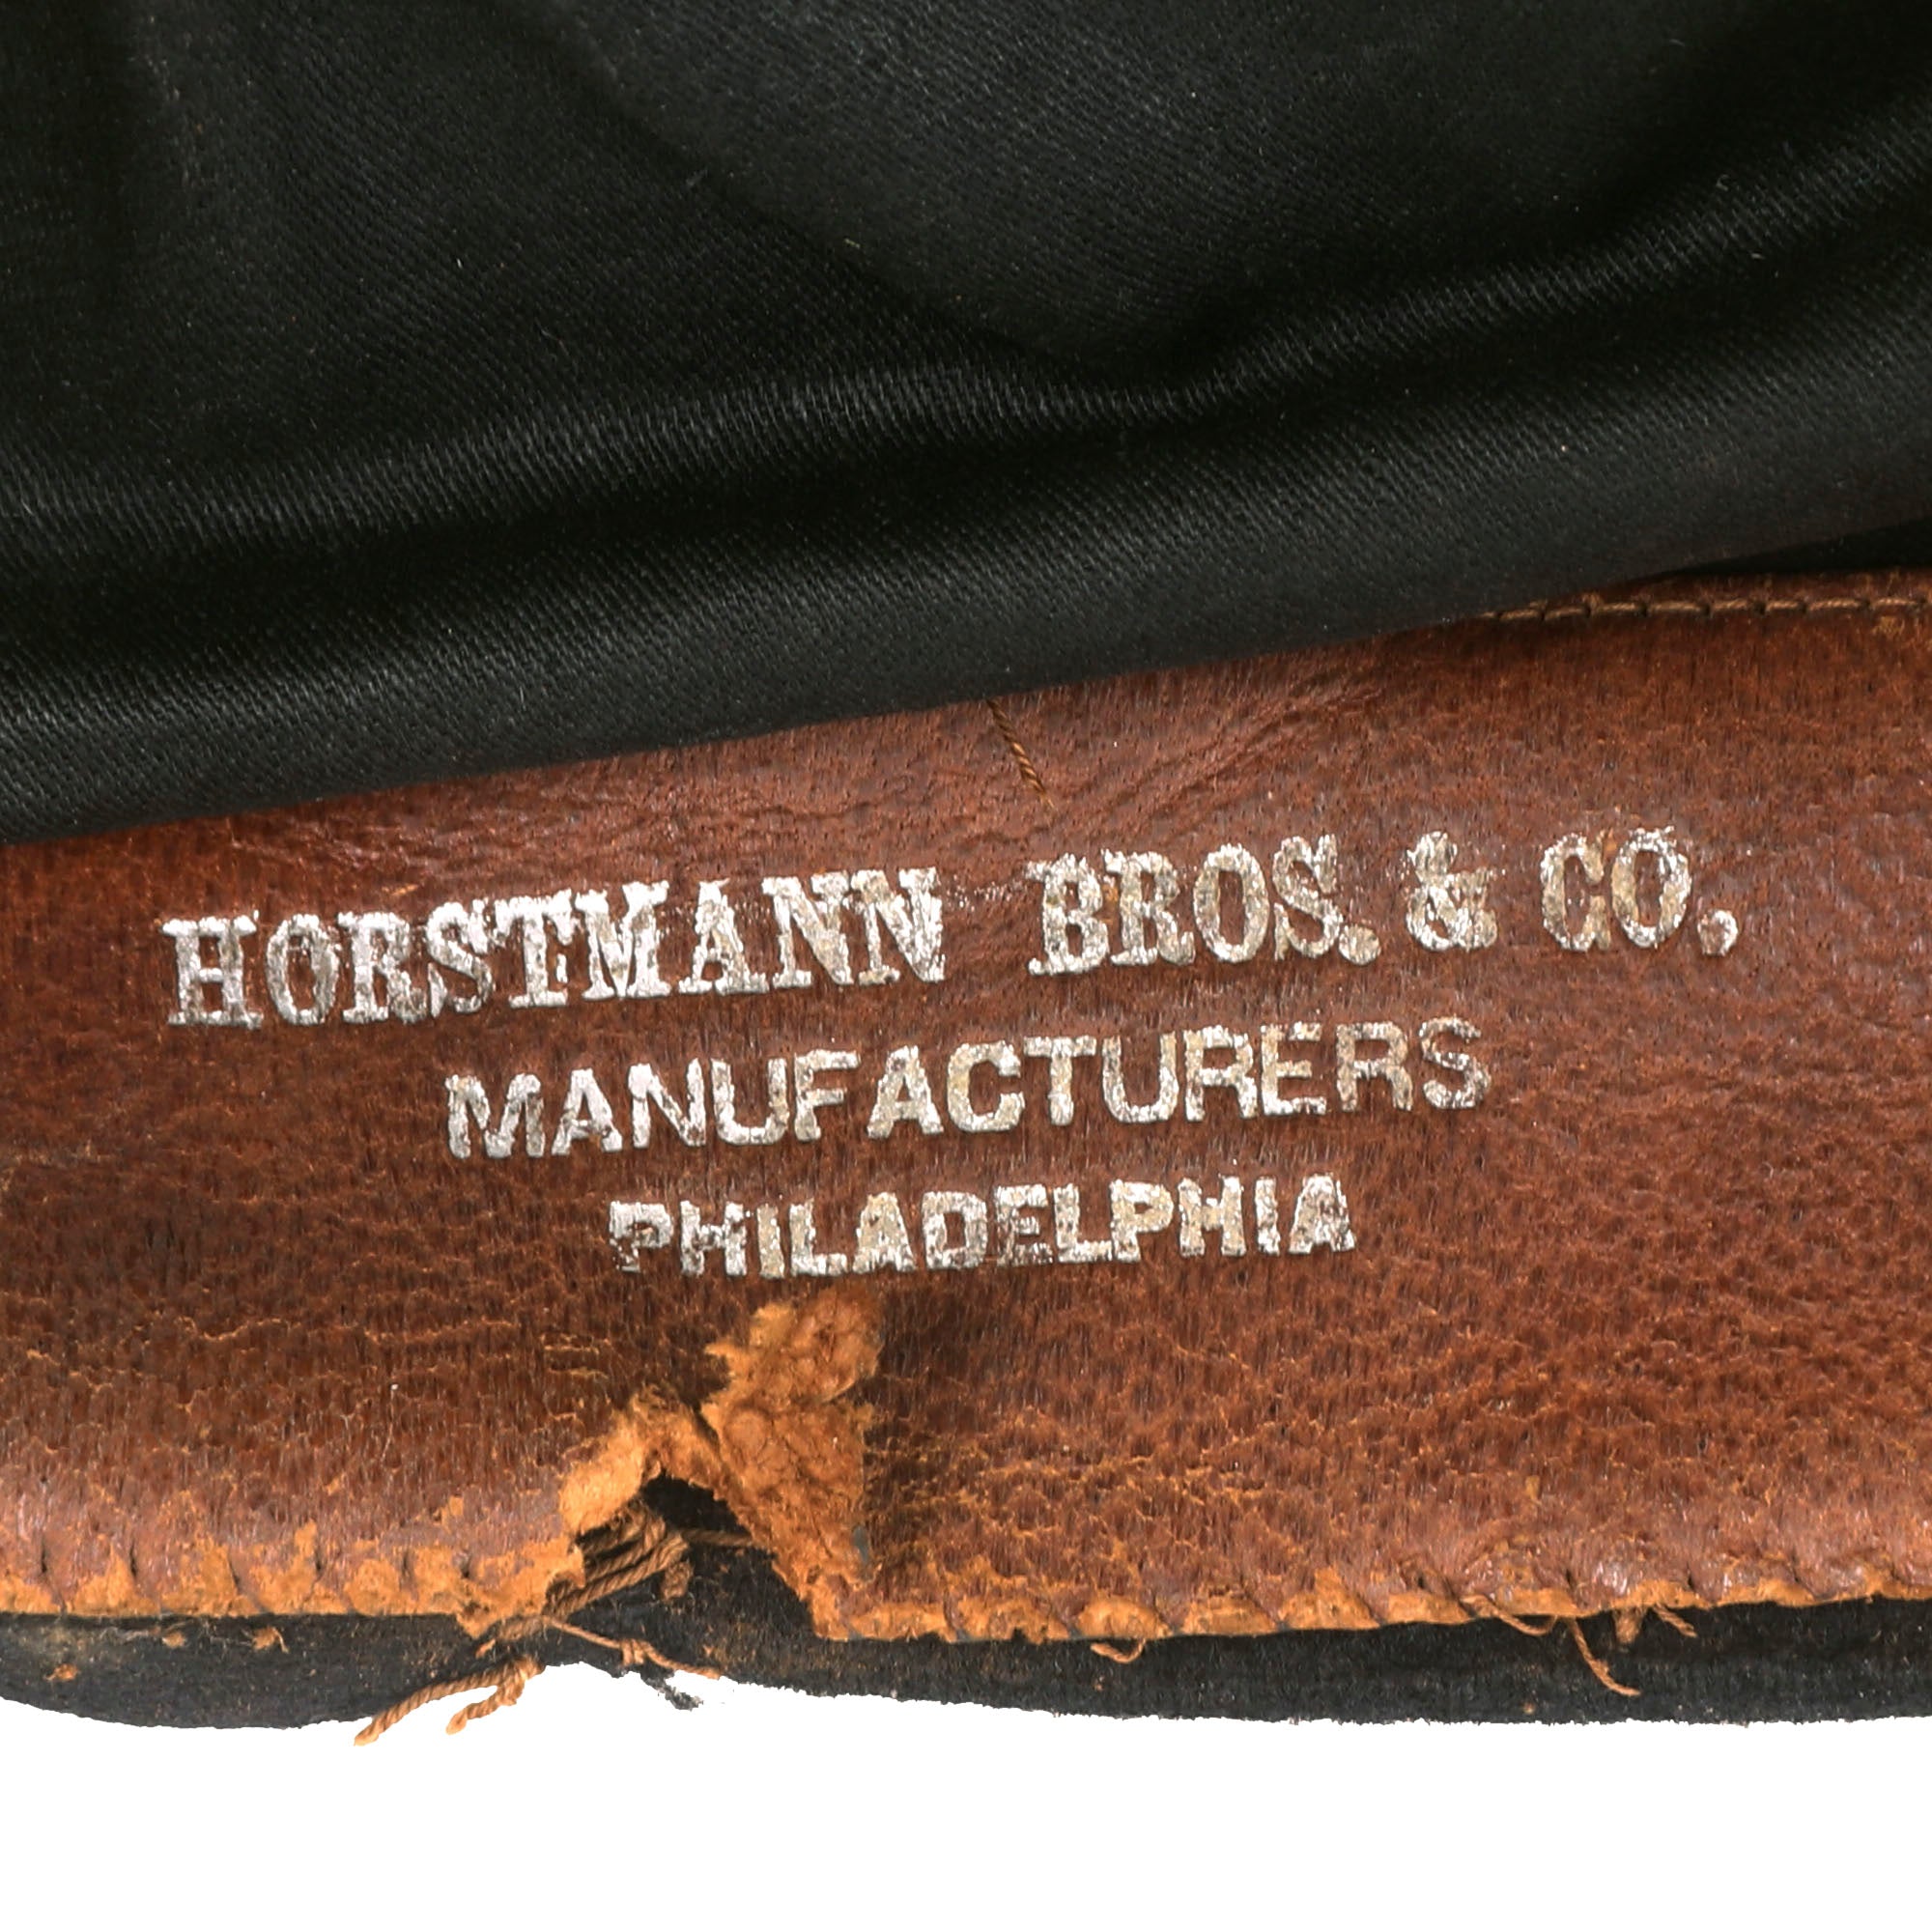 HORSTMANN BROS. & CO.
MANUFACTURERS
PHILADELPHIA